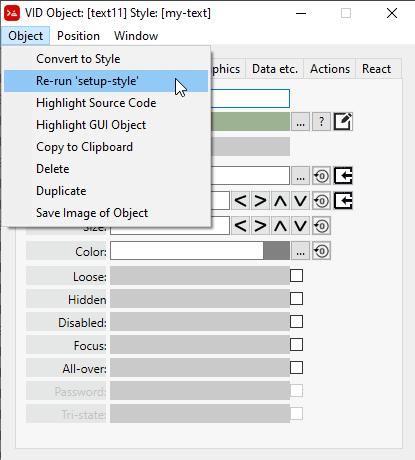 VID Object: [text11] Style: [my-text]
Object Position Window
Convert to Style
Re-run 'setup-style'
Highlight Source Code
Highlight GUI Object
Copy to Clipboard
Delete
Duplicate
Save Image of Object
phics Data etc. Actions React
... ?
...
Size:
Color: ...
Loose:
Hidden
Disabled:
Focus:
All-over:
Password:
Tri-state: